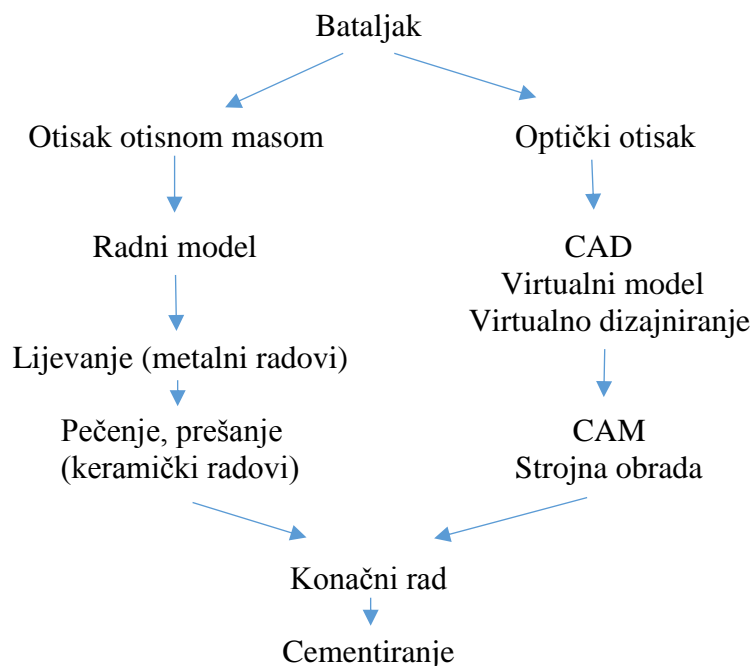 Bataljak
Otisak otisnom masom
Optički otisak
Radni model
CAD
Virtualni model
Virtualno dizajniranje
Lijevanje (metalni radovi)
Pečenje, prešanje
(keramički radovi)
CAM
Strojna obrada
Konačni rad
Cementiranje